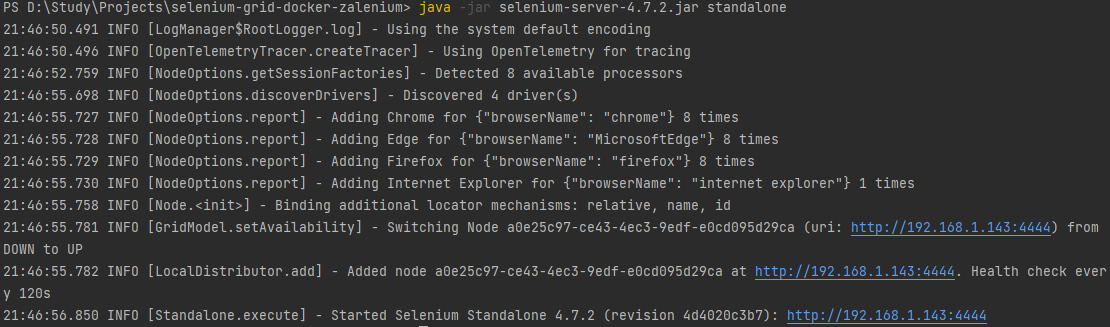 PS D:\Study\Projects\selenium-grid-docker-zalenium> java -jar selenium-server-4.7.2.jar standalone
21:46:50.491 INFO [LogManager$RootLogger.log] - Using the system default encoding
21:46:50.496 INFO [OpenTelemetryTracer.createTracer] - Using OpenTelemetry for tracing
21:46:52.759 INFO [NodeOptions.getSessionFactories] - Detected 8 available processors
21:46:55.698 INFO [NodeOptions.discoverDrivers] - Discovered 4 driver(s)
21:46:55.727 INFO [NodeOptions.report] - Adding Chrome for {"browserName": "chrome"} 8 times
21:46:55.728 INFO [NodeOptions.report] - Adding Edge for {"browserName": "MicrosoftEdge"} 8 times
21:46:55.729 INFO [NodeOptions.report] - Adding Firefox for {"browserName": "firefox"} 8 times
21:46:55.730 INFO [NodeOptions.report] - Adding Internet Explorer for {"browserName": "internet explorer"} 1 times
21:46:55.758 INFO [Node.<init>] - Binding additional locator mechanisms: relative, name, id
21:46:55.781 INFO [GridModel.setAvailability] - Switching Node a0e25c97-ce43-4ec3-9edf-e0cd095d29ca (uri: http://192.168.1.143:4444) from
DOWN to UP
21:46:55.782 INFO [LocalDistributor.add] - Added node a0e25c97-ce43-4ec3-9edf-e0cd095d29ca at http://192.168.1.143:4444. Health check ever
y 120s
21:46:56.850 INFO [Standalone.execute] - Started Selenium Standalone 4.7.2 (revision 4d4020c3b7): http://192.168.1.143:4444